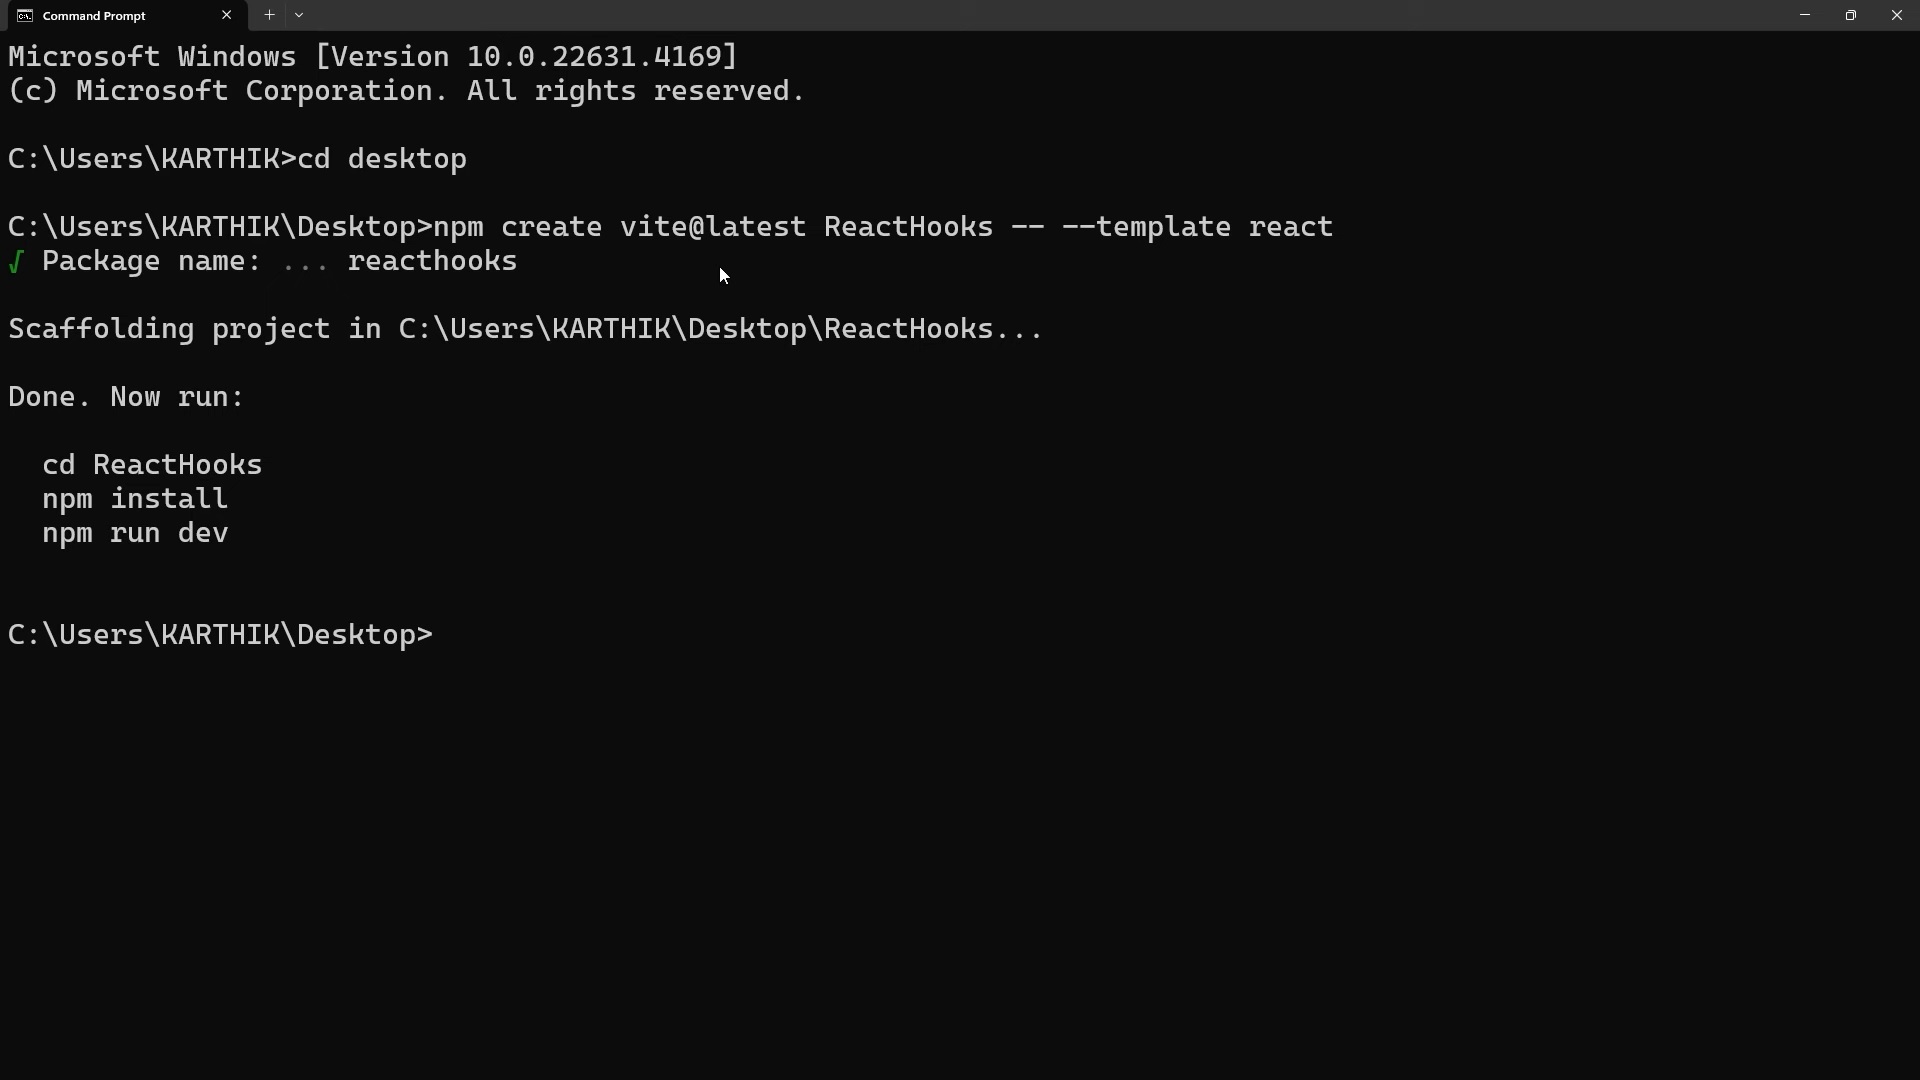 Command Prompt
Microsoft Windows [Version 10.0.22631.4169]
(c) Microsoft Corporation. All rights reserved.
C:\Users\KARTHIK>cd desktop
C:\Users\KARTHIK\Desktop>npm create vite@latest ReactHooks -- --template react
√ Package name: ... reacthooks
Scaffolding project in C:\Users\KARTHIK\Desktop\ReactHooks...
Done. Now run:
cd ReactHooks
npm install
npm run dev
C:\Users\KARTHIK\Desktop>